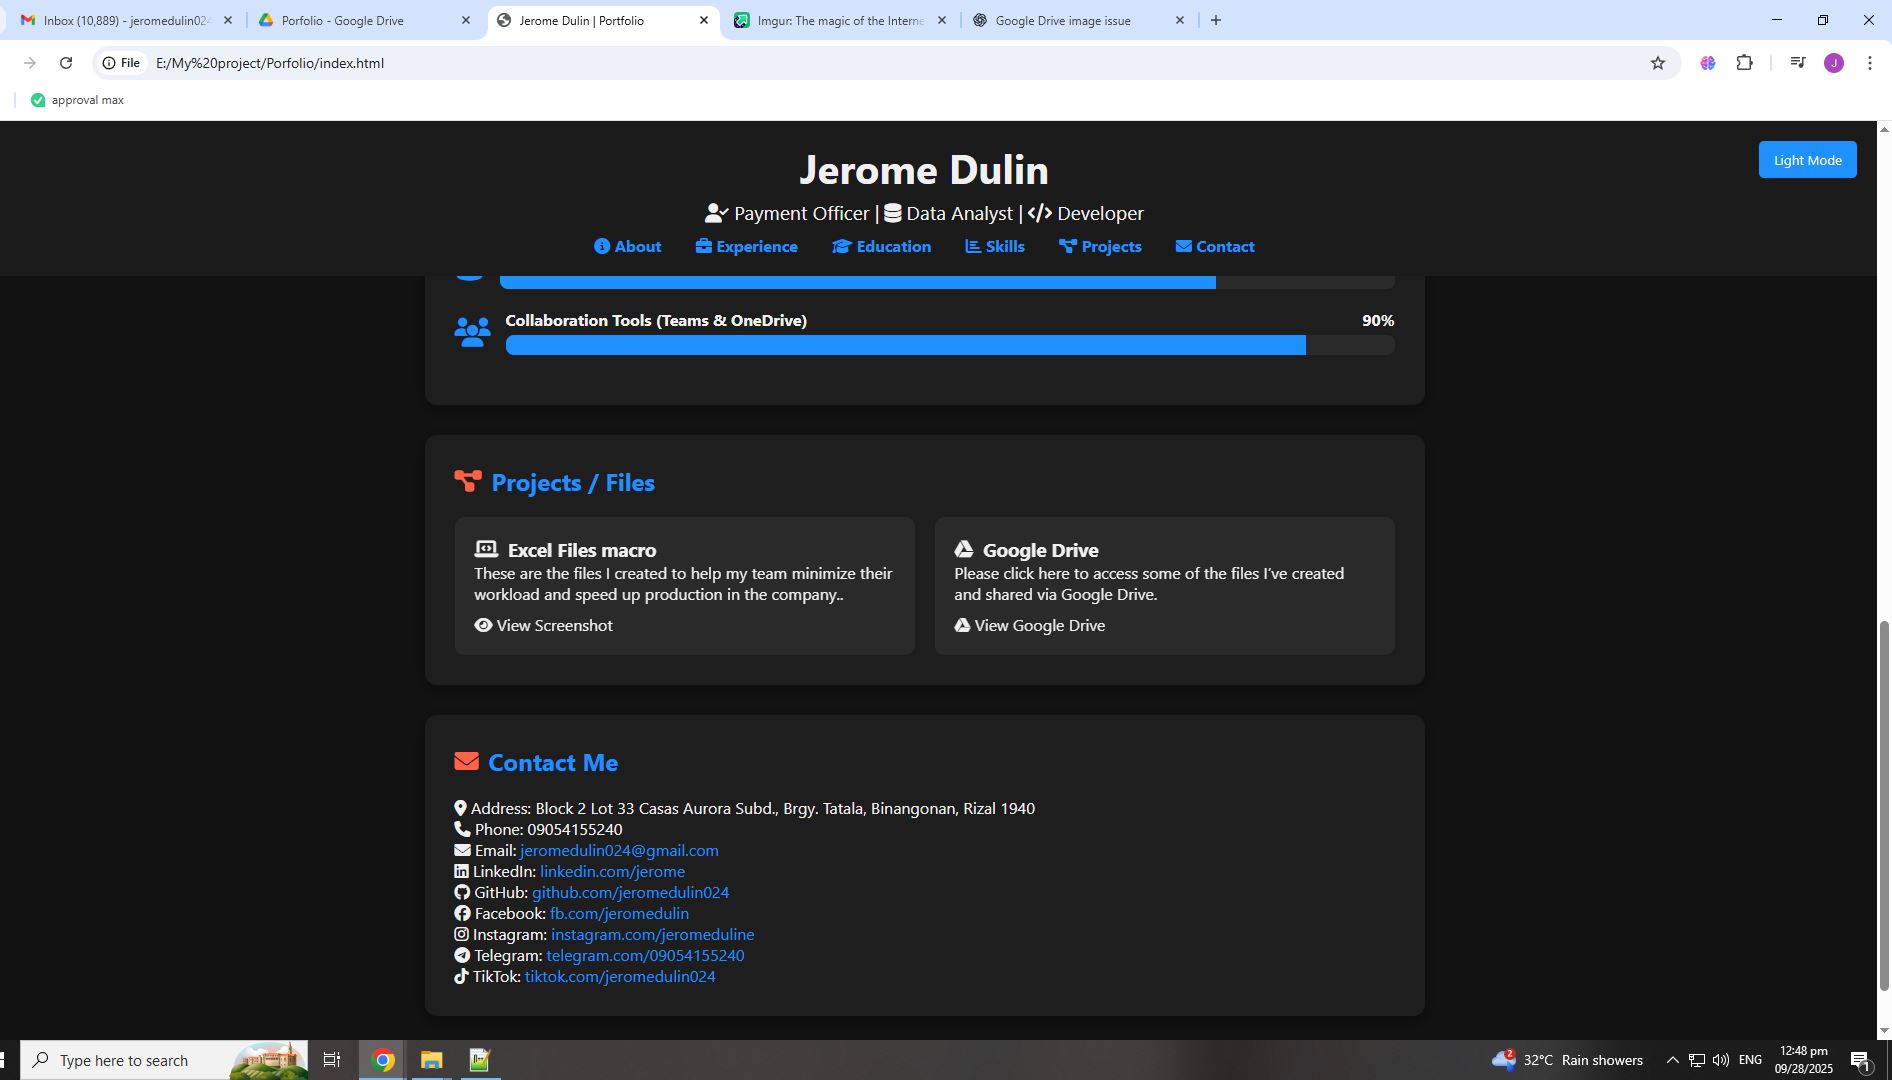 Inbox (10,889) - jeromedulin024
Porfolio - Google Drive
Jerome Dulin | Portfolio
Imgur: The magic of the Interne
Google Drive image issue
File
E:/My%20project/Porfolio/index.html
J
approval max
Jerome Dulin
Light Mode
Payment Officer | Data Analyst | Developer
About Experience Education Skills Projects Contact
Collaboration Tools (Teams & OneDrive) 90%
Projects / Files
Excel Files macro
These are the files I created to help my team minimize their
workload and speed up production in the company..
View Screenshot
Google Drive
Please click here to access some of the files I’ve created
and shared via Google Drive.
View Google Drive
Contact Me
Address: Block 2 Lot 33 Casas Aurora Subd., Brgy. Tatala, Binangonan, Rizal 1940
Phone: 09054155240
Email: jeromedulin024@gmail.com
LinkedIn: linkedin.com/jerome
GitHub: github.com/jeromedulin024
Facebook: fb.com/jeromedulin
Instagram: instagram.com/jeromeduline
Telegram: telegram.com/09054155240
TikTok: tiktok.com/jeromedulin024
Type here to search
2
32°C Rain showers
ENG
12:48 pm
09/28/2025
1